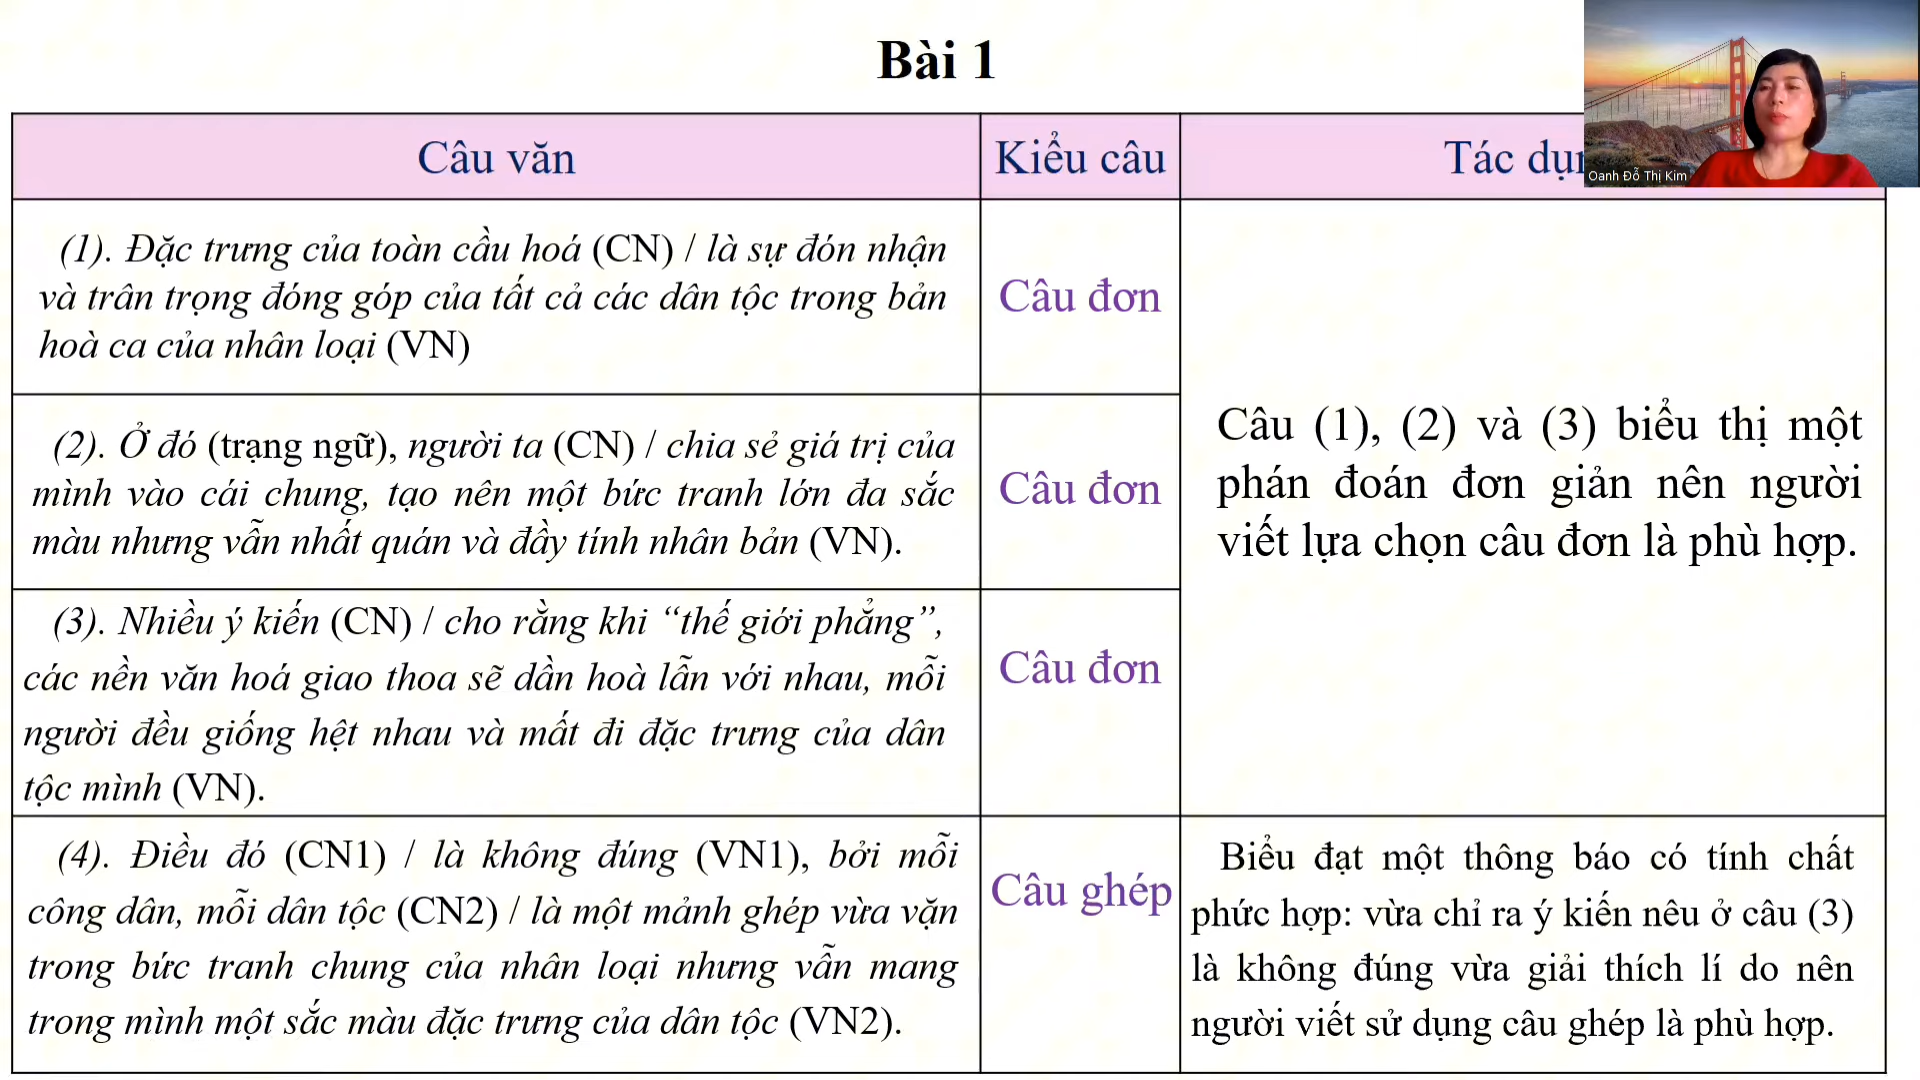 Bài 1
Câu văn
Kiểu câu
Tác
Oanh Đỗ Thị Kim
(1). Đặc trưng của toàn cầu hoá (CN) / là sự đón nhận
và trân trọng đóng góp của tất cả các dân tộc trong bản
hoà ca của nhân loại (VN)
Câu đơn
(2). Ở đó (trạng ngữ), người ta (CN) / chia sẻ giá trị của
mình vào cái chung, tạo nên một bức tranh lớn đa sắc
màu nhưng vẫn nhất quán và đầy tính nhân bản (VN).
Câu đơn
(3). Nhiều ý kiến (CN) / cho rằng khi “thế giới phẳng”,
các nền văn hoá giao thoa sẽ dần hoà lẫn với nhau, mỗi
người đều giống hệt nhau và mất đi đặc trưng của dân
tộc mình (VN).
Câu đơn
Câu (1), (2) và (3) biểu thị một
phán đoán đơn giản nên người
viết lựa chọn câu đơn là phù hợp.
(4). Điều đó (CN1) / là không đúng (VN1), bởi mỗi
công dân, mỗi dân tộc (CN2) / là một mảnh ghép vừa vặn
trong bức tranh chung của nhân loại nhưng vẫn mang
trong mình một sắc màu đặc trưng của dân tộc (VN2).
Câu ghép
Biểu đạt một thông báo có tính chất
phức hợp: vừa chỉ ra ý kiến nêu ở câu (3)
là không đúng vừa giải thích lí do nên
người viết sử dụng câu ghép là phù hợp.